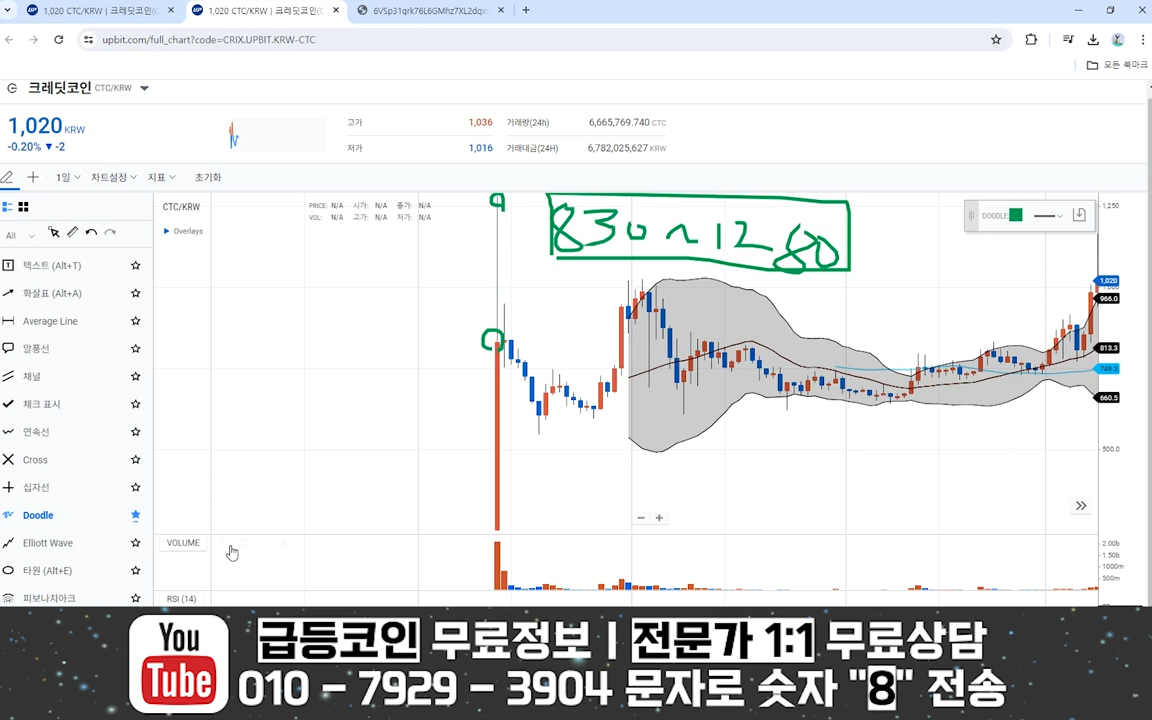 1,020 CTC/KRW | 크레딧코인(C
1,020 CTC/KRW | 크레딧코인(C
6VSp31qrk76L6GMhz7XL2dqx
upbit.com/full_chart?code=CRIX.UPBIT.KRW-CTC
모든 북마크
크레딧코인 CTC/KRW
1,020 KRW
-0.20% ▼ -2
고가 1,036 거래량(24h) 6,665,769.740 CTC
저가 1,016 거래대금(24H) 6,782,025,627 KRW
1일 차트설정 지표 초기화
CTC/KRW
PRICE: N/A 시가: N/A 종가: N/A
VOL: N/A 고가: N/A 저가: N/A
Overlays
830~1280
DOODLE
All
텍스트 (Alt+T)
화살표 (Alt+A)
Average Line
말풍선
채널
체크 표시
연속선
Cross
십자선
Doodle
Elliott Wave
타원 (Alt+E)
피보나치아크
1,250
1,020
966.0
813.3
749.3
660.5
500.0
VOLUME
2.00b
1.50b
1000m
500m
RSI (14)
You Tube
급등코인 무료정보 | 전문가 1:1 무료상담
010 - 7929 - 3904 문자로 숫자 "8" 전송